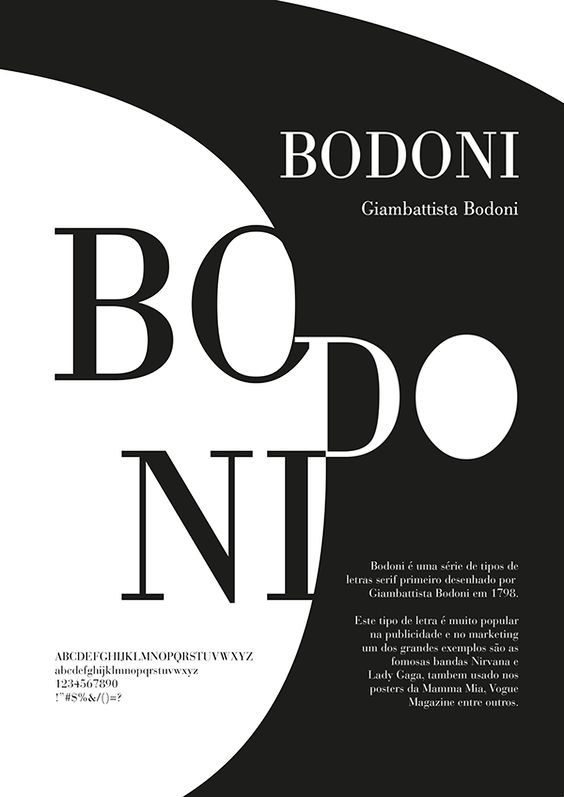 BODONI
Giambattista Bodoni
BO
DO
NI
Bodoni é uma série de tipos de
letras serif primeiro desenhado por
Giambattista Bodoni em 1798.
Este tipo de letra é muito popular
na publicidade e no marketing
um dos grandes exemplos são as
fomosas bandas Nirvana e
Lady Gaga, tambem usado nos
posters da Mamma Mia, Vogue
Magazine entre outros.
ABCDEFGHIJKLMNOPQRSTUVWXYZ
abcdefghijklmnopqrstuvwxyz
1234567890
!"#$%&/()=?